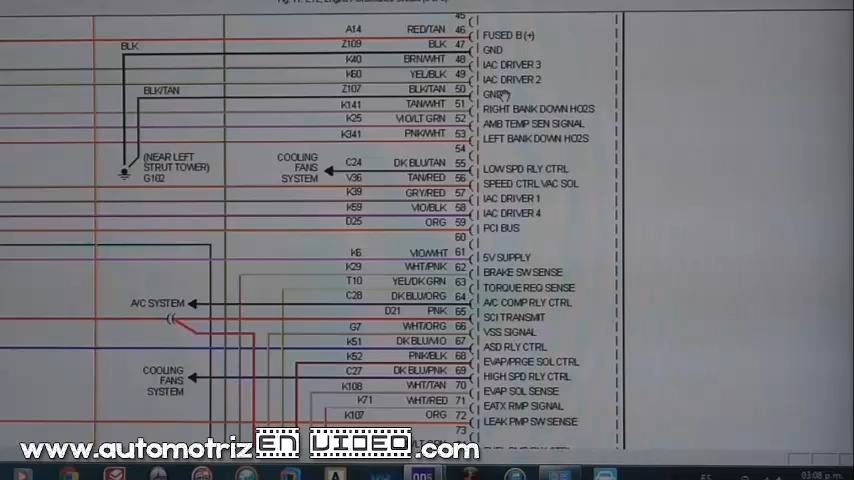 45
A14 RED/TAN 46 FUSED B (+)
Z109 BLK 47 GND
BLK
K40 BRN/WHT 48 IAC DRIVER 3
K60 YEL/BLK 49 IAC DRIVER 2
BLK/TAN Z107 BLK/TAN 50 GND
K141 TAN/WHT 51 RIGHT BANK DOWN HO2S
K25 VIO/LT GRN 52 AMB TEMP SEN SIGNAL
K341 PNK/WHT 53 LEFT BANK DOWN HO2S
54
(NEAR LEFT
STRUT TOWER)
G102
COOLING
FANS
SYSTEM
C24 DK BLU/TAN 55 LOW SPD RLY CTRL
V36 TAN/RED 56 SPEED CTRL VAC SOL
K39 GRY/RED 57 IAC DRIVER 1
K59 VIO/BLK 58 IAC DRIVER 4
D25 ORG 59 PCI BUS
60
K6 VIO/WHT 61 5V SUPPLY
K29 WHT/PNK 62 BRAKE SW SENSE
T10 YEL/DK GRN 63 TORQUE REQ SENSE
A/C SYSTEM C28 DK BLU/ORG 64 A/C COMP RLY CTRL
D21 PNK 65 SCI TRANSMIT
G7 WHT/ORG 66 VSS SIGNAL
K51 DK BLU/VIO 67 ASD RLY CTRL
K52 PNK/BLK 68 EVAP/PRGE SOL CTRL
COOLING
FANS
SYSTEM
C27 DK BLU/PNK 69 HIGH SPD RLY CTRL
K108 WHT/TAN 70 EVAP SOL SENSE
K71 WHT/RED 71 EATX RMP SIGNAL
K107 ORG 72 LEAK PMP SW SENSE
73
www.automotrizENVIDEO.com
03:08 p.m.